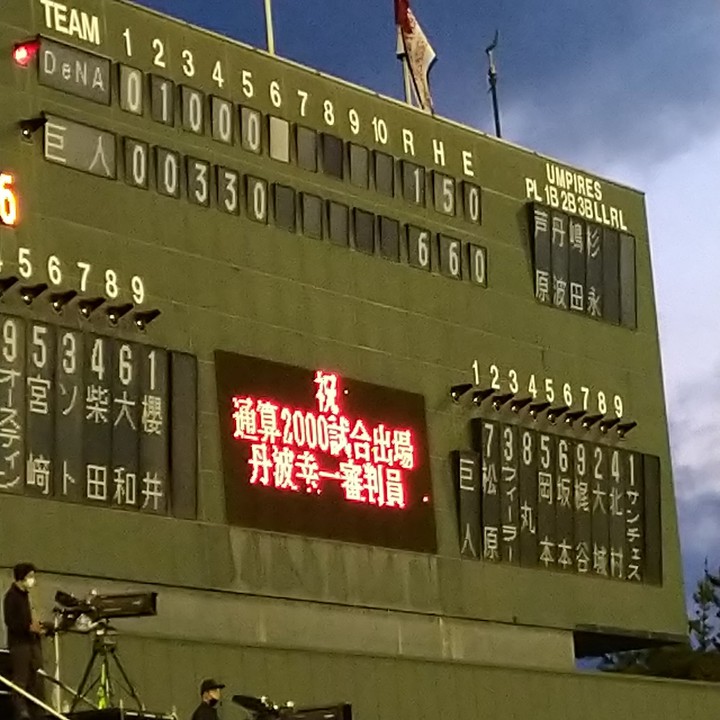 TEAM 1 2 3 4 5 6 7 8 9 10 R H E
DeNA 0 1 0 0 0 1 5 0
巨人 0 0 3 3 0 6 6 0
UMPIRES
PL 1B 2B 3B LL RL
芦原 丹波 嶋田 杉永
5 6 7 8 9
9 5 3 4 6 1
オースティン 宮﨑 ソト 柴田 大和 櫻井
祝
通算2000試合出場
丹波幸一審判員
1 2 3 4 5 6 7 8 9
7 3 8 5 6 9 2 4 1
巨人 松原 ウィーラー 丸 岡本 坂本 梶谷 大城 北村 サンチェス